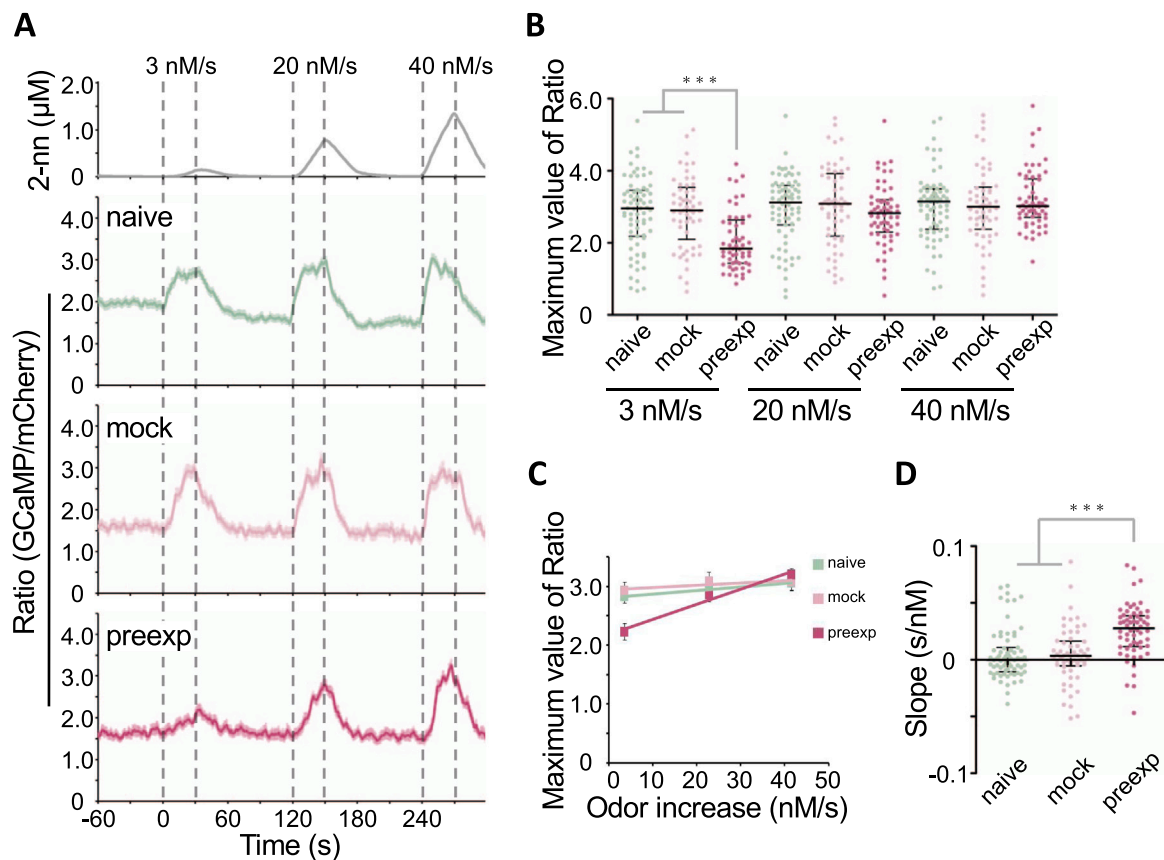 A
3 nM/s 20 nM/s 40 nM/s
2-nn (μM)
2.0
1.0
0
Ratio (GCaMP/mCherry)
naive
4.0
3.0
2.0
1.0
0
mock
4.0
3.0
2.0
1.0
0
preexp
4.0
3.0
2.0
1.0
0
-60 0 60 120 180 240
Time (s)
B
***
Maximum value of Ratio
6.0
4.0
2.0
0
naive mock preexp naive mock preexp naive mock preexp
3 nM/s 20 nM/s 40 nM/s
C
Maximum value of Ratio
3.0
2.0
1.0
0
0 10 20 30 40 50
Odor increase (nM/s)
naive
mock
preexp
D
***
Slope (s/nM)
0.1
0
-0.1
naive mock preexp